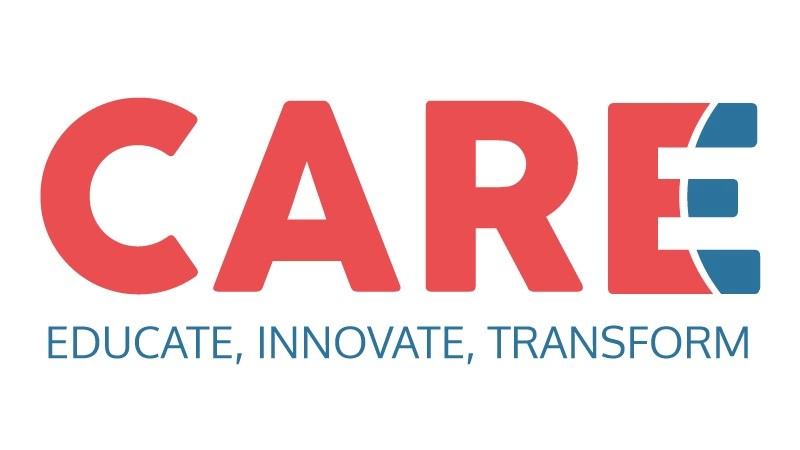 CARE
EDUCATE, INNOVATE, TRANSFORM